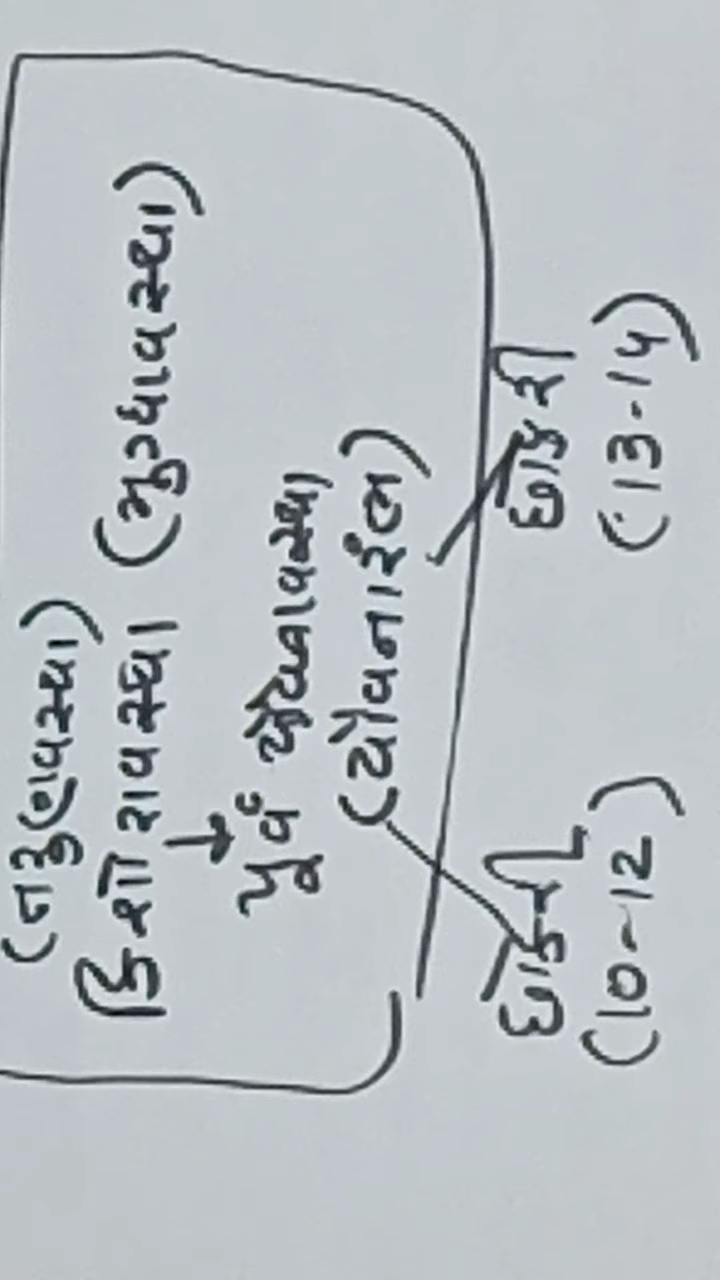 (તરુણાવસ્થા)
કિશોરાવસ્થા (મુગ્ધાવસ્થા)
↓
પૂર્વ યૌવનાવસ્થા
(યૌવનારંભ)
છોકરી છોકરો
(10-12) (13-14)